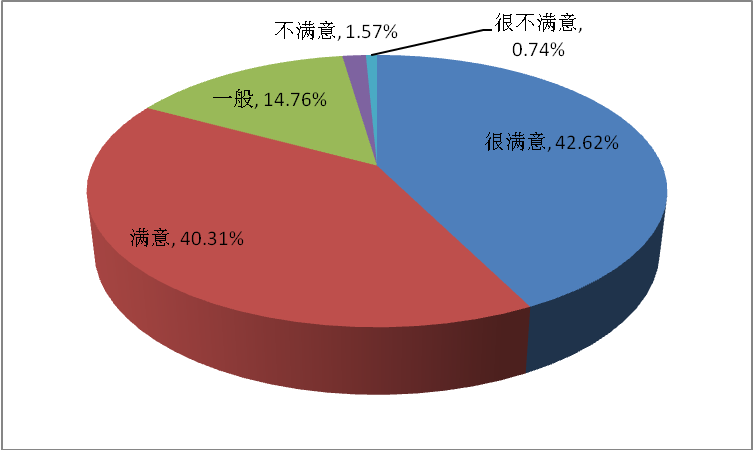 不满意, 1.57%
很不满意,
0.74%
一般, 14.76%
很满意, 42.62%
满意, 40.31%